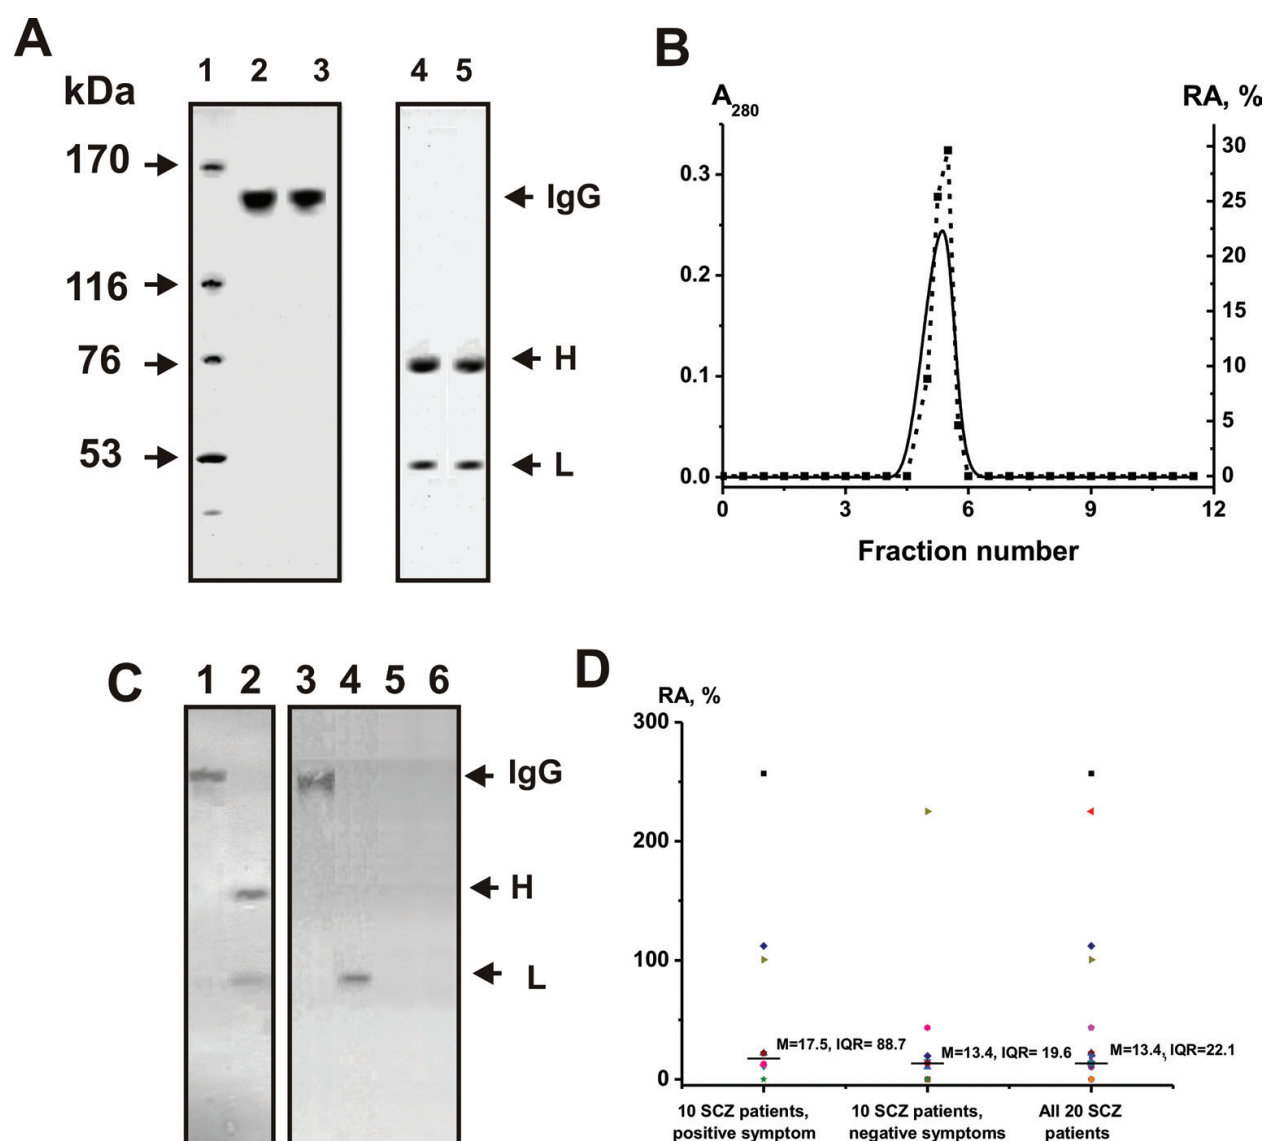 A
kDa
1 2 3
4 5
170
116
76
53
IgG
H
L
B
A280
RA, %
0.3
0.2
0.1
0.0
30
25
20
15
10
5
0
0 3 6 9 12
Fraction number
C
1 2 3 4 5 6
IgG
H
L
D
RA, %
300
200
100
0
M=17.5, IQR= 88.7
M=13.4, IQR= 19.6
M=13.4, IQR=22.1
10 SCZ patients,
positive symptom
10 SCZ patients,
negative symptoms
All 20 SCZ
patients